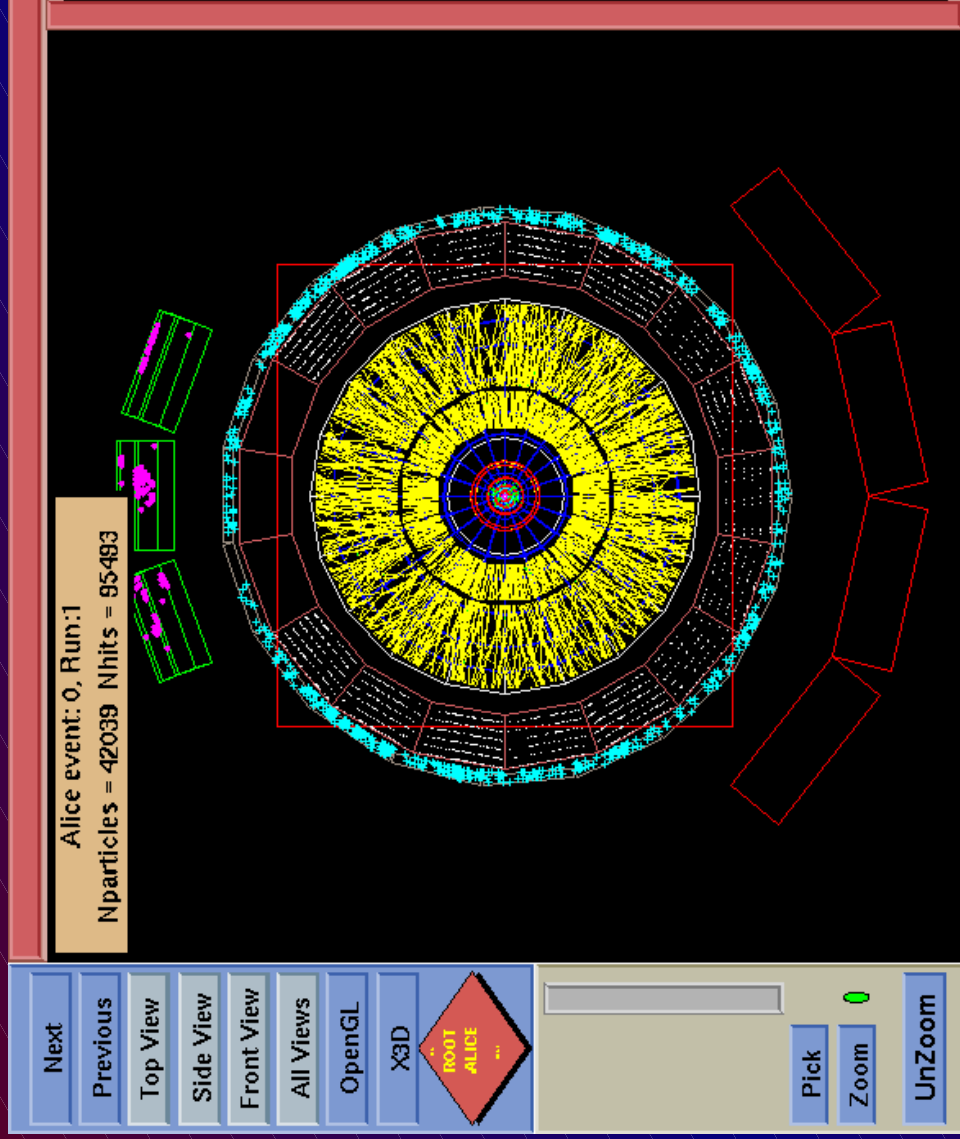 Alice event: 0, Run:1
Nparticles = 42039 Nhits = 95493
Next
Previous
Top View
Side View
Front View
All Views
OpenGL
X3D
ROOT
ALICE
Pick
Zoom
UnZoom